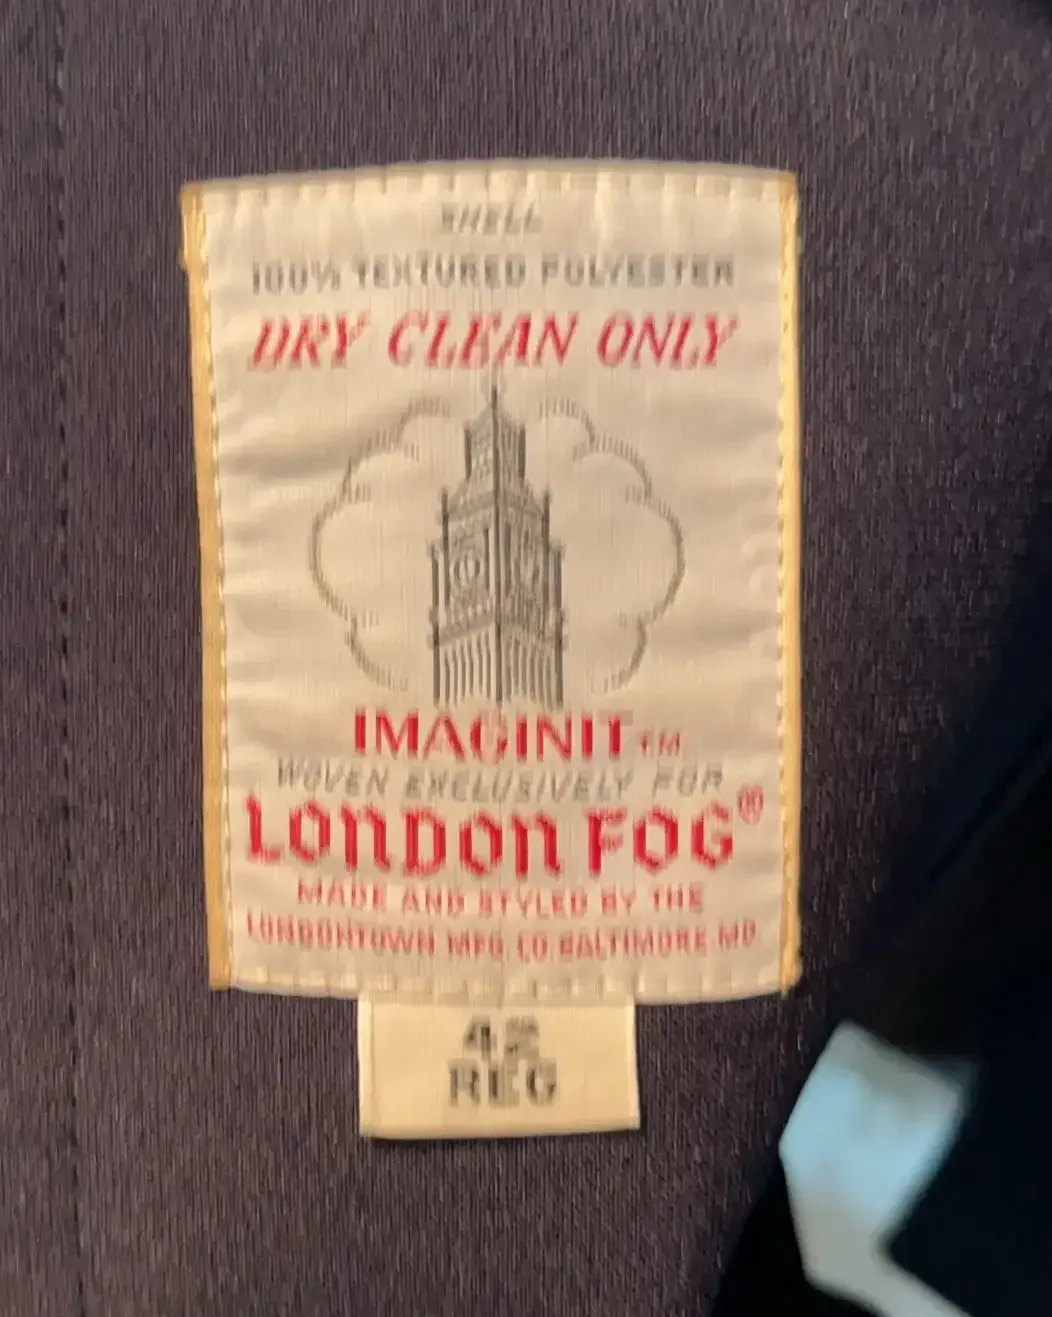 SHELL
100% TEXTURED POLYESTER
DRY CLEAN ONLY
IMAGINIT TM
WOVEN EXCLUSIVELY FOR
LONDON FOG®
MADE AND STYLED BY THE
LONDONTOWN MFG. CO. BALTIMORE. MD
42
REG